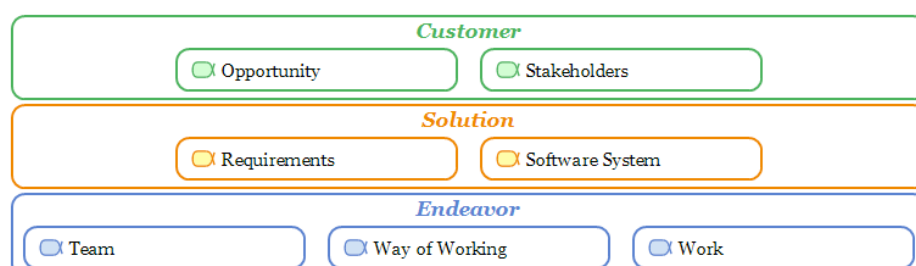 Customer
Opportunity Stakeholders
Solution
Requirements Software System
Endeavor
Team Way of Working Work